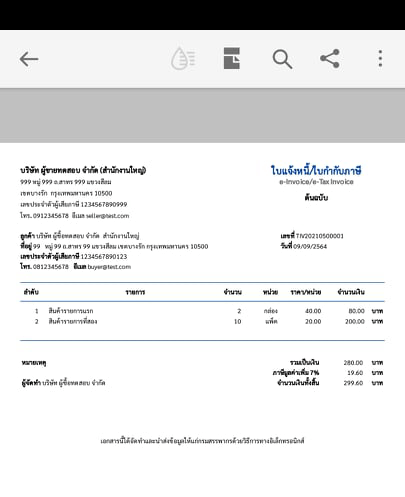 บริษัท ผู้ขายทดสอบ จำกัด (สำนักงานใหญ่)
999 หมู่ 999 ถ.สาทร 999 แขวงสีลม
เขตบางรัก กรุงเทพมหานคร 10500
เลขประจำตัวผู้เสียภาษี 1234567890999
โทร. 0912345678 อีเมล seller@test.com
ใบแจ้งหนี้/ใบกำกับภาษี
e-Invoice/e-Tax Invoice
ต้นฉบับ
ลูกค้า บริษัท ผู้ซื้อทดสอบ จำกัด สำนักงานใหญ่
ที่อยู่ 99 หมู่ 99 ถ.สาทร 99 แขวงสีลม เขตบางรัก กรุงเทพมหานคร 10500
เลขประจำตัวผู้เสียภาษี 1234567890123
โทร. 0812345678 อีเมล buyer@test.com
เลขที่ TIV20210500001
วันที่ 09/09/2564
ลำดับ รายการ จำนวน หน่วย ราคา/หน่วย จำนวนเงิน
1 สินค้ารายการแรก 2 กล่อง 40.00 80.00 บาท
2 สินค้ารายการที่สอง 10 แพ็ค 20.00 200.00 บาท
หมายเหตุ รวมเป็นเงิน 280.00 บาท
ภาษีมูลค่าเพิ่ม 7% 19.60 บาท
ผู้จัดทำ บริษัท ผู้ซื้อทดสอบ จำกัด จำนวนเงินทั้งสิ้น 299.60 บาท
เอกสารนี้ได้จัดทำและนำส่งข้อมูลให้แก่กรมสรรพากรด้วยวิธีการทางอิเล็กทรอนิกส์